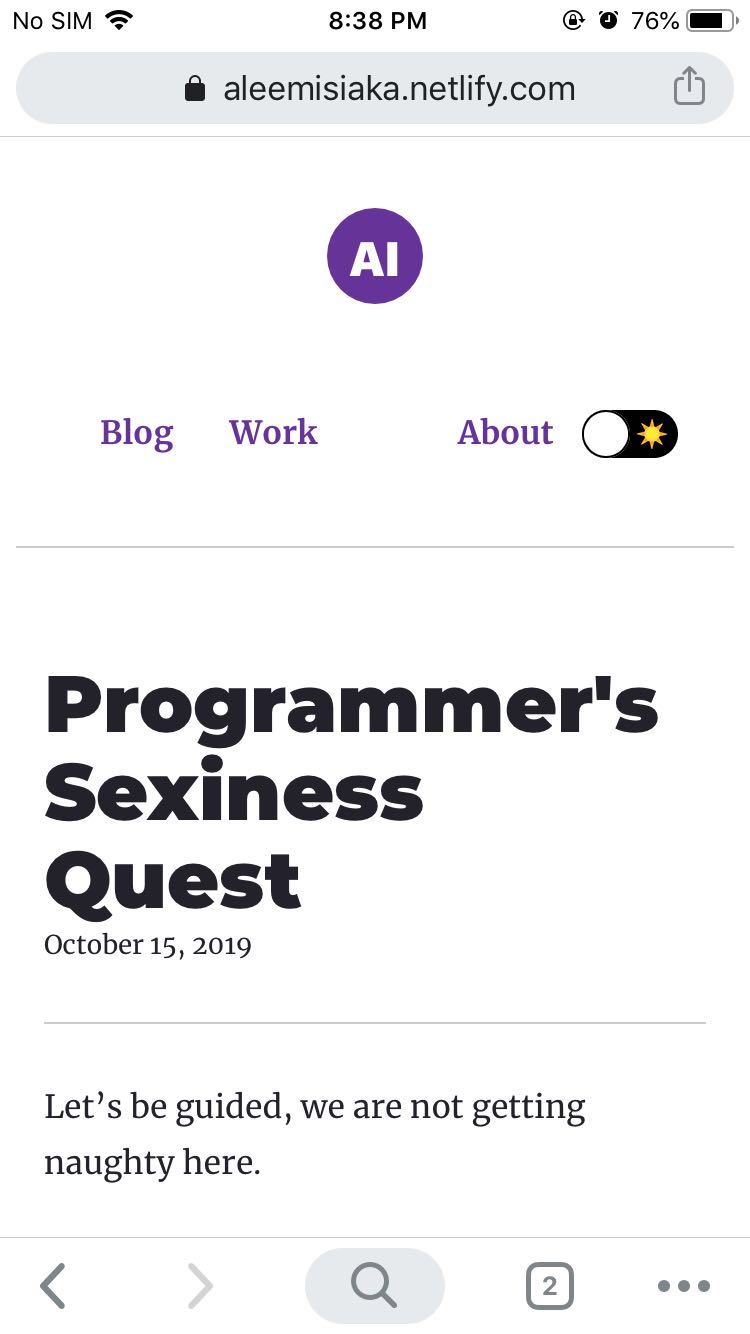 No SIM 8:38 PM 76%
aleemisiaka.netlify.com
AI
Blog Work About
Programmer's
Sexiness
Quest
October 15, 2019
Let’s be guided, we are not getting
naughty here.
2